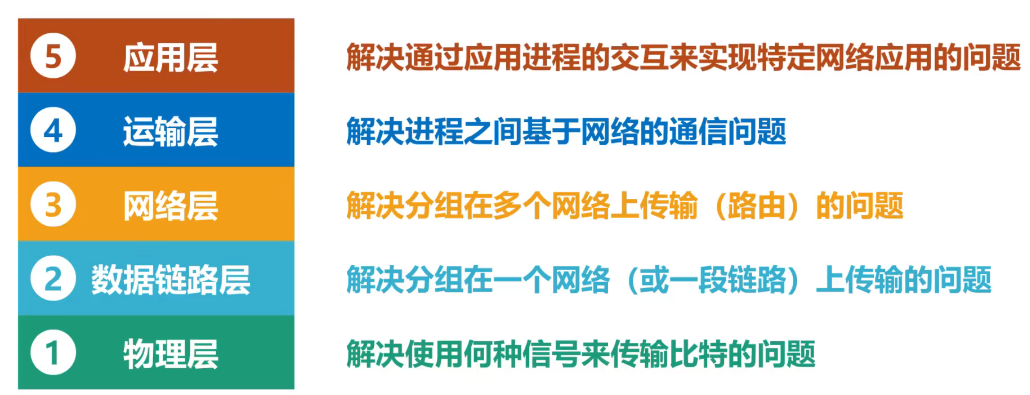 5 应用层 解决通过应用进程的交互来实现特定网络应用的问题
4 运输层 解决进程之间基于网络的通信问题
3 网络层 解决分组在多个网络上传输（路由）的问题
2 数据链路层 解决分组在一个网络（或一段链路）上传输的问题
1 物理层 解决使用何种信号来传输比特的问题